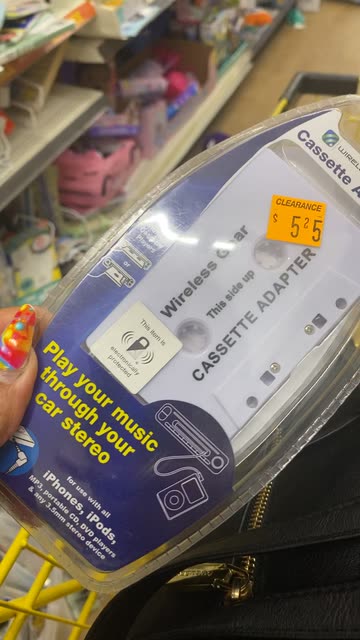 Cassette
CLEARANCE
$ 5 25
Wireless Gear
This side up
CASSETTE ADAPTER
or
This item is
electronically
protected
Play your music
through your
car stereo
for use with all
iPhones, iPods,
MP3, portable CD, DVD players
& any 3.5mm stereo device